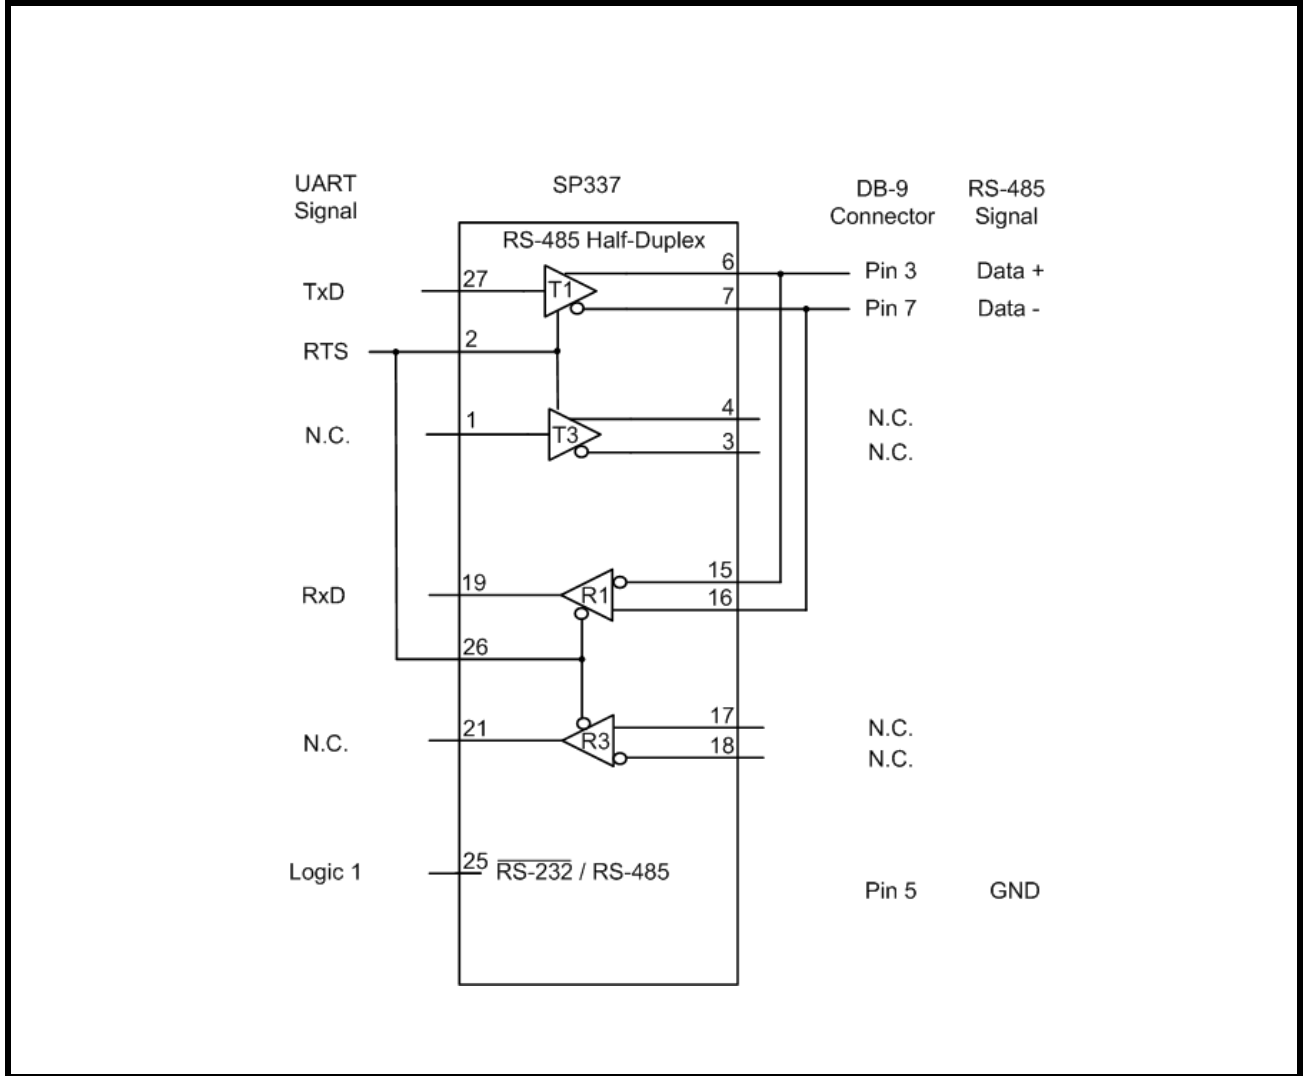 UART
Signal
SP337
DB-9
Connector
RS-485
Signal
RS-485 Half-Duplex
TxD
27
T1
6
Pin 3
Data +
7
Pin 7
Data -
RTS
2
N.C.
1
T3
4
N.C.
3
N.C.
RxD
19
R1
15
16
26
N.C.
21
R3
17
N.C.
18
N.C.
Logic 1
25
RS-232 / RS-485
Pin 5
GND